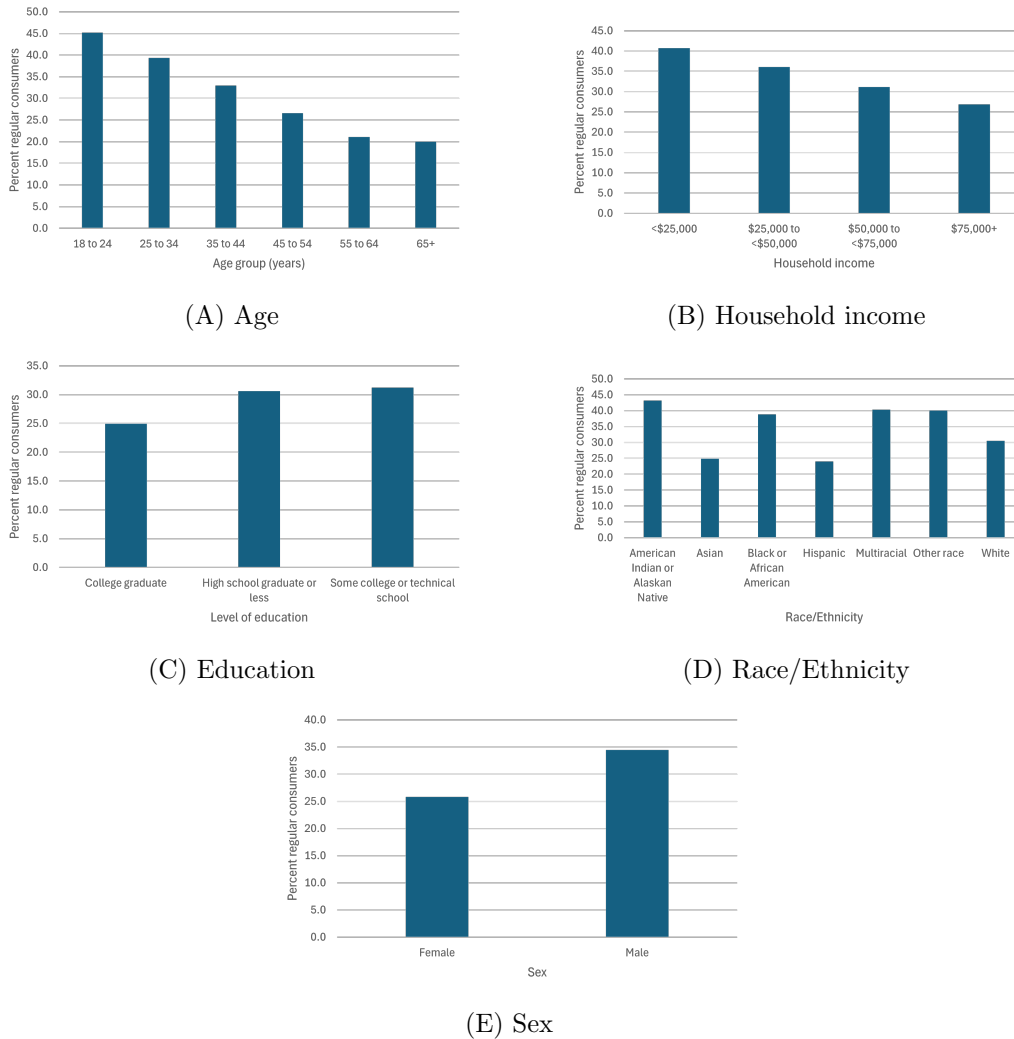 Percent regular consumers
50.0
45.0
40.0
35.0
30.0
25.0
20.0
15.0
10.0
5.0
0.0
18 to 24
25 to 34
35 to 44
45 to 54
55 to 64
65+
Age group (years)
(A) Age
Percent regular consumers
45.0
40.0
35.0
30.0
25.0
20.0
15.0
10.0
5.0
0.0
<$25,000
$25,000 to
<$50,000
$50,000 to
<$75,000
$75,000+
Household income
(B) Household income
Percent regular consumers
35.0
30.0
25.0
20.0
15.0
10.0
5.0
0.0
College graduate
High school graduate or
less
Some college or technical
school
Level of education
(C) Education
Percent regular consumers
50.0
45.0
40.0
35.0
30.0
25.0
20.0
15.0
10.0
5.0
0.0
American
Indian or
Alaskan
Native
Asian
Black or
African
American
Hispanic
Multiracial
Other race
White
Race/Ethnicity
(D) Race/Ethnicity
Percent regular consumers
40.0
35.0
30.0
25.0
20.0
15.0
10.0
5.0
0.0
Female
Male
Sex
(E) Sex